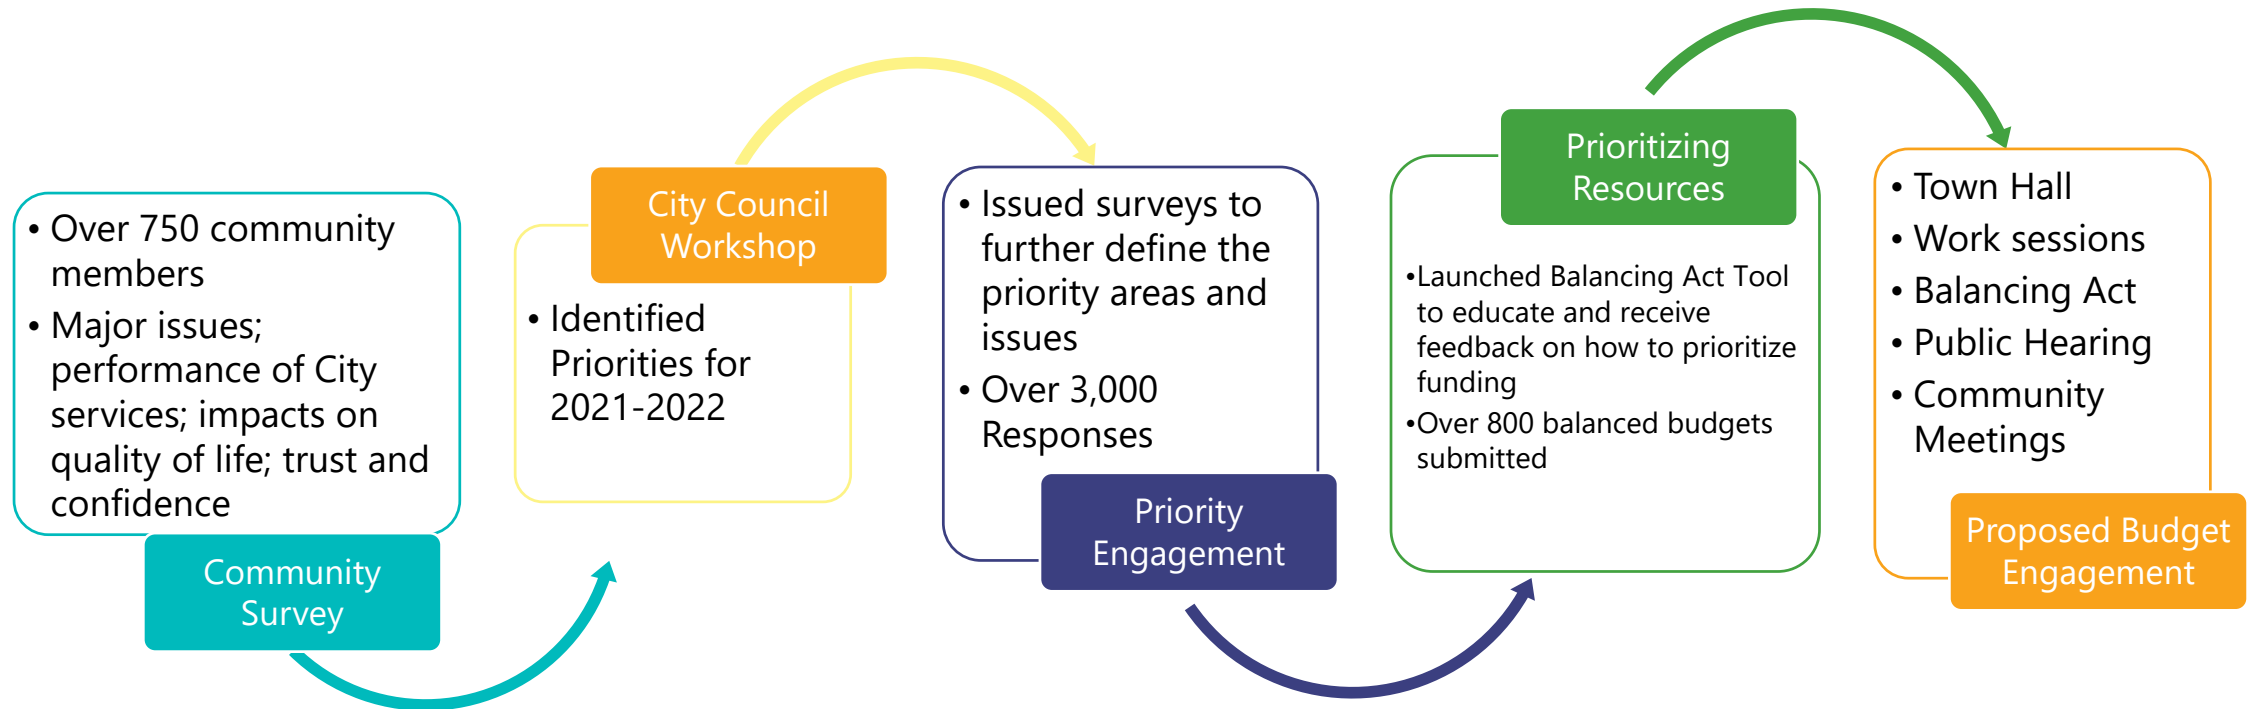 • Over 750 community
members
• Major issues;
performance of City
services; impacts on
quality of life; trust and
confidence
Community
Survey
City Council
Workshop
• Identified
Priorities for
2021-2022
• Issued surveys to
further define the
priority areas and
issues
• Over 3,000
Responses
Priority
Engagement
Prioritizing
Resources
•Launched Balancing Act Tool
to educate and receive
feedback on how to prioritize
funding
•Over 800 balanced budgets
submitted
• Town Hall
• Work sessions
• Balancing Act
• Public Hearing
• Community
Meetings
Proposed Budget
Engagement